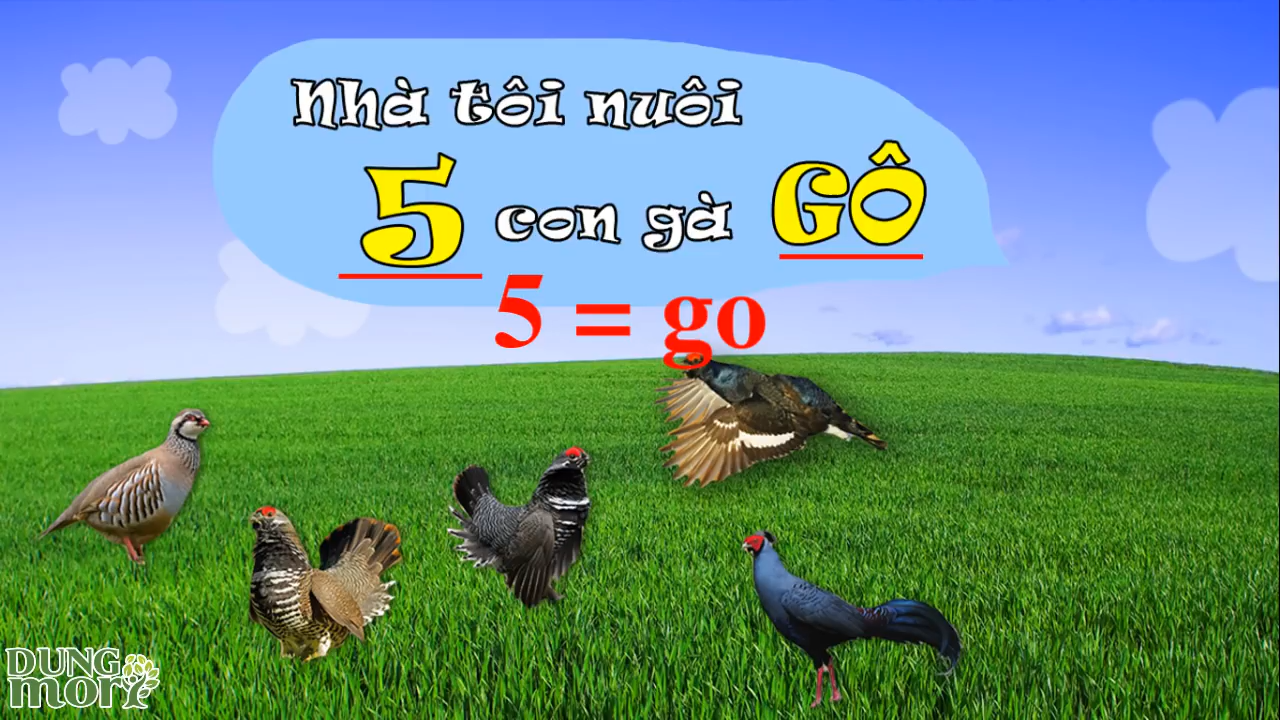 Nhà tôi nuôi
5 con gà GÔ
5 = go
DUNG
mori